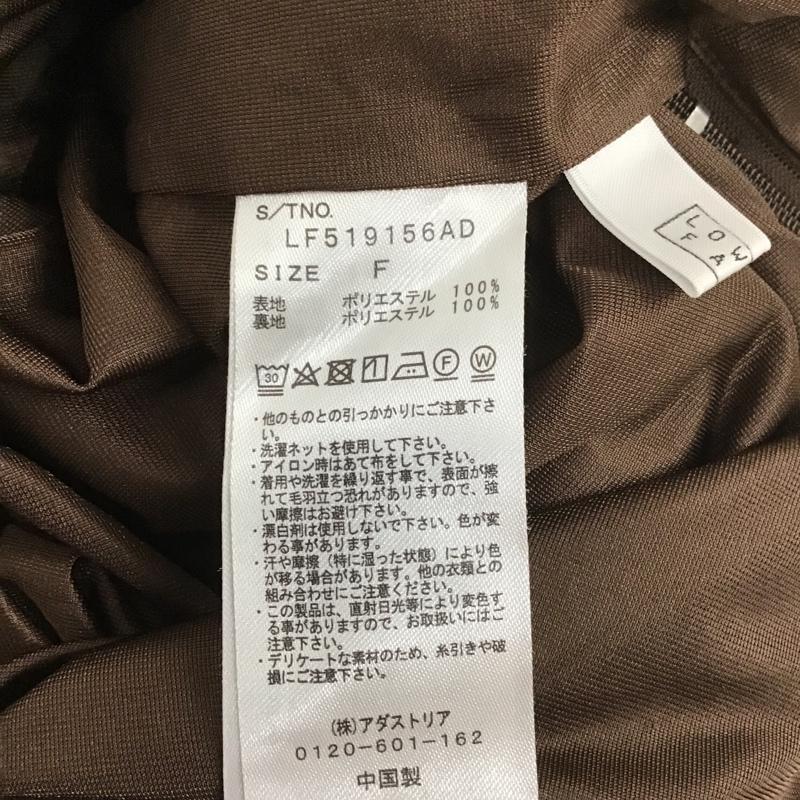 S/TNO.
LF519156AD
SIZE F
表地 ポリエステル 100%
裏地 ポリエステル 100%
30 F W
・他のものとの引っかかりにご注意下さ
い。
・洗濯ネットを使用して下さい。
・アイロン時はあて布をして下さい。
・着用や洗濯を繰り返す事で、表面が擦
れて毛羽立つ恐れがありますので、強
い摩擦はお避け下さい。
・漂白剤は使用しないで下さい。色が変
わる事があります。
・汗や摩擦（特に湿った状態）により色
が移る場合があります。他の衣類との
組み合わせにご注意ください。
・この製品は、直射日光等により変色す
る事がありますので、お取扱いにはご
注意下さい。
・デリケートな素材のため、糸引きや破
損にご注意下さい。
(株)アダストリア
0120-601-162
中国製
LOW
FA